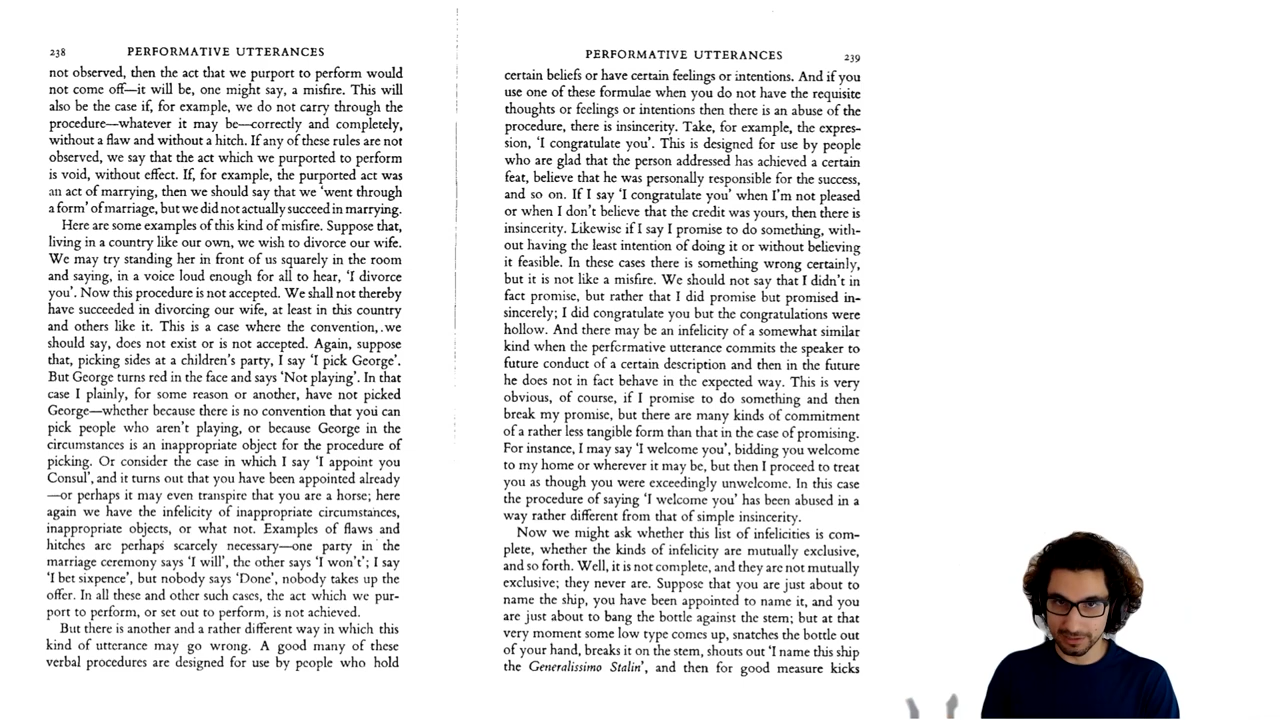 238 PERFORMATIVE UTTERANCES
not observed, then the act that we purport to perform would
not come off—it will be, one might say, a misfire. This will
also be the case if, for example, we do not carry through the
procedure—whatever it may be—correctly and completely,
without a flaw and without a hitch. If any of these rules are not
observed, we say that the act which we purported to perform
is void, without effect. If, for example, the purported act was
an act of marrying, then we should say that we ‘went through
a form’ of marriage, but we did not actually succeed in marrying.
Here are some examples of this kind of misfire. Suppose that,
living in a country like our own, we wish to divorce our wife.
We may try standing her in front of us squarely in the room
and saying, in a voice loud enough for all to hear, ‘I divorce
you’. Now this procedure is not accepted. We shall not thereby
have succeeded in divorcing our wife, at least in this country
and others like it. This is a case where the convention, we
should say, does not exist or is not accepted. Again, suppose
that, picking sides at a children’s party, I say ‘I pick George’.
But George turns red in the face and says ‘Not playing’. In that
case I plainly, for some reason or another, have not picked
George—whether because there is no convention that you can
pick people who aren’t playing, or because George in the
circumstances is an inappropriate object for the procedure of
picking. Or consider the case in which I say ‘I appoint you
Consul’, and it turns out that you have been appointed already
—or perhaps it may even transpire that you are a horse; here
again we have the infelicity of inappropriate circumstances,
inappropriate objects, or what not. Examples of flaws and
hitches are perhaps scarcely necessary—one party in the
marriage ceremony says ‘I will’, the other says ‘I won’t’; I say
‘I bet sixpence’, but nobody says ‘Done’, nobody takes up the
offer. In all these and other such cases, the act which we pur-
port to perform, or set out to perform, is not achieved.
But there is another and a rather different way in which this
kind of utterance may go wrong. A good many of these
verbal procedures are designed for use by people who hold
PERFORMATIVE UTTERANCES 239
certain beliefs or have certain feelings or intentions. And if you
use one of these formulae when you do not have the requisite
thoughts or feelings or intentions then there is an abuse of the
procedure, there is insincerity. Take, for example, the expres-
sion, ‘I congratulate you’. This is designed for use by people
who are glad that the person addressed has achieved a certain
feat, believe that he was personally responsible for the success,
and so on. If I say ‘I congratulate you’ when I’m not pleased
or when I don’t believe that the credit was yours, then there is
insincerity. Likewise if I say I promise to do something, with-
out having the least intention of doing it or without believing
it feasible. In these cases there is something wrong certainly,
but it is not like a misfire. We should not say that I didn’t in
fact promise, but rather that I did promise but promised in-
sincerely; I did congratulate you but the congratulations were
hollow. And there may be an infelicity of a somewhat similar
kind when the performative utterance commits the speaker to
future conduct of a certain description and then in the future
he does not in fact behave in the expected way. This is very
obvious, of course, if I promise to do something and then
break my promise, but there are many kinds of commitment
of a rather less tangible form than that in the case of promising.
For instance, I may say ‘I welcome you’, bidding you welcome
to my home or wherever it may be, but then I proceed to treat
you as though you were exceedingly unwelcome. In this case
the procedure of saying ‘I welcome you’ has been abused in a
way rather different from that of simple insincerity.
Now we might ask whether this list of infelicities is com-
plete, whether the kinds of infelicity are mutually exclusive,
and so forth. Well, it is not complete, and they are not mutually
exclusive; they never are. Suppose that you are just about to
name the ship, you have been appointed to name it, and you
are just about to bang the bottle against the stem; but at that
very moment some low type comes up, snatches the bottle out
of your hand, breaks it on the stem, shouts out ‘I name this ship
the Generalissimo Stalin’, and then for good measure kicks